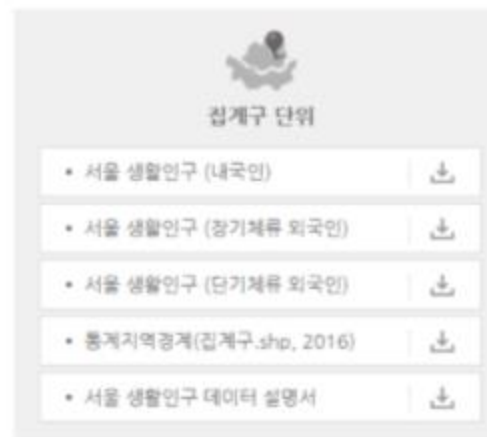 집계구 단위
• 서울 생활인구 (내국인)
• 서울 생활인구 (장기체류 외국인)
• 서울 생활인구 (단기체류 외국인)
• 통계지역경계(집계구.shp, 2016)
• 서울 생활인구 데이터 설명서